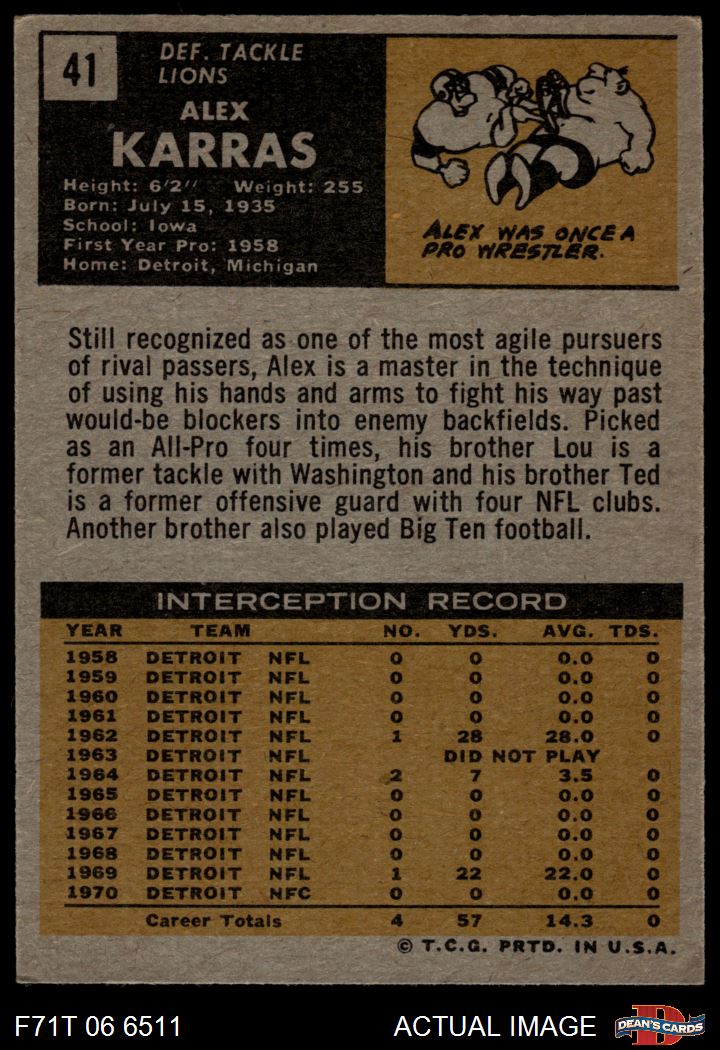 41
DEF. TACKLE
LIONS
ALEX
KARRAS
Height: 6'2" Weight: 255
Born: July 15, 1935
School: Iowa
First Year Pro: 1958
Home: Detroit, Michigan
ALEX WAS ONCE A
PRO WRESTLER.
Still recognized as one of the most agile pursuers
of rival passers, Alex is a master in the technique
of using his hands and arms to fight his way past
would-be blockers into enemy backfields. Picked
as an All-Pro four times, his brother Lou is a
former tackle with Washington and his brother Ted
is a former offensive guard with four NFL clubs.
Another brother also played Big Ten football.
INTERCEPTION RECORD
YEAR TEAM NO. YDS. AVG. TDS.
1958 DETROIT NFL 0 0 0.0 0
1959 DETROIT NFL 0 0 0.0 0
1960 DETROIT NFL 0 0 0.0 0
1961 DETROIT NFL 0 0 0.0 0
1962 DETROIT NFL 1 28 28.0 0
1963 DETROIT NFL DID NOT PLAY
1964 DETROIT NFL 2 7 3.5 0
1965 DETROIT NFL 0 0 0.0 0
1966 DETROIT NFL 0 0 0.0 0
1967 DETROIT NFL 0 0 0.0 0
1968 DETROIT NFL 0 0 0.0 0
1969 DETROIT NFL 1 22 22.0 0
1970 DETROIT NFC 0 0 0.0 0
Career Totals 4 57 14.3 0
© T.C.G. PRTD. IN U.S.A.
F71T 06 6511 ACTUAL IMAGE D DEAN'S CARDS